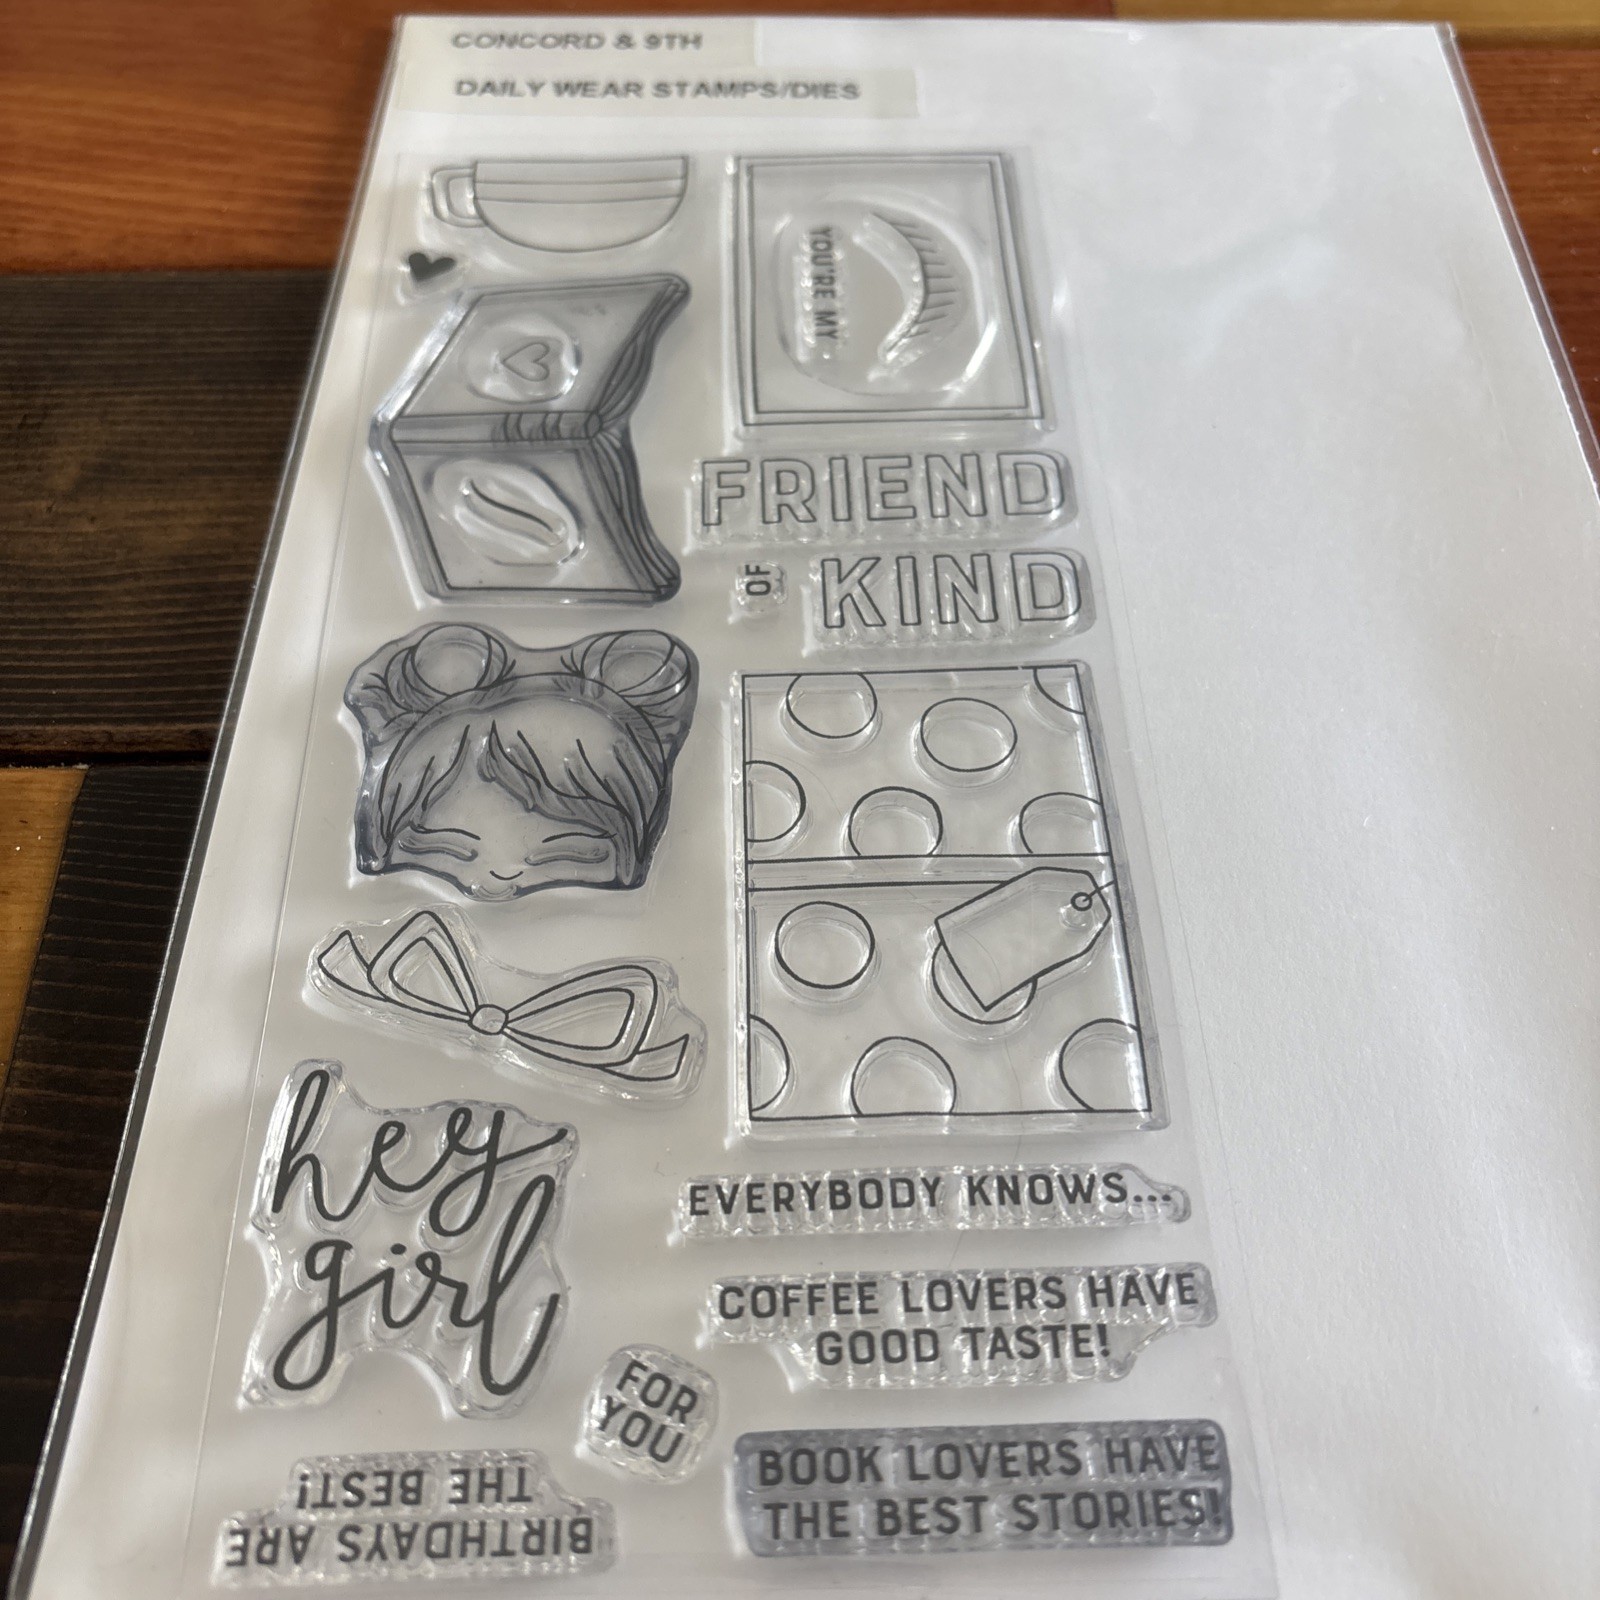 CONCORD & 9TH
DAILY WEAR STAMPS/DIES
YOU'RE MY
FRIEND
OF
KIND
hey
girl
EVERYBODY KNOWS...
COFFEE LOVERS HAVE
GOOD TASTE!
FOR
YOU
BOOK LOVERS HAVE
THE BEST STORIES!
BIRTHDAYS ARE
THE BEST!